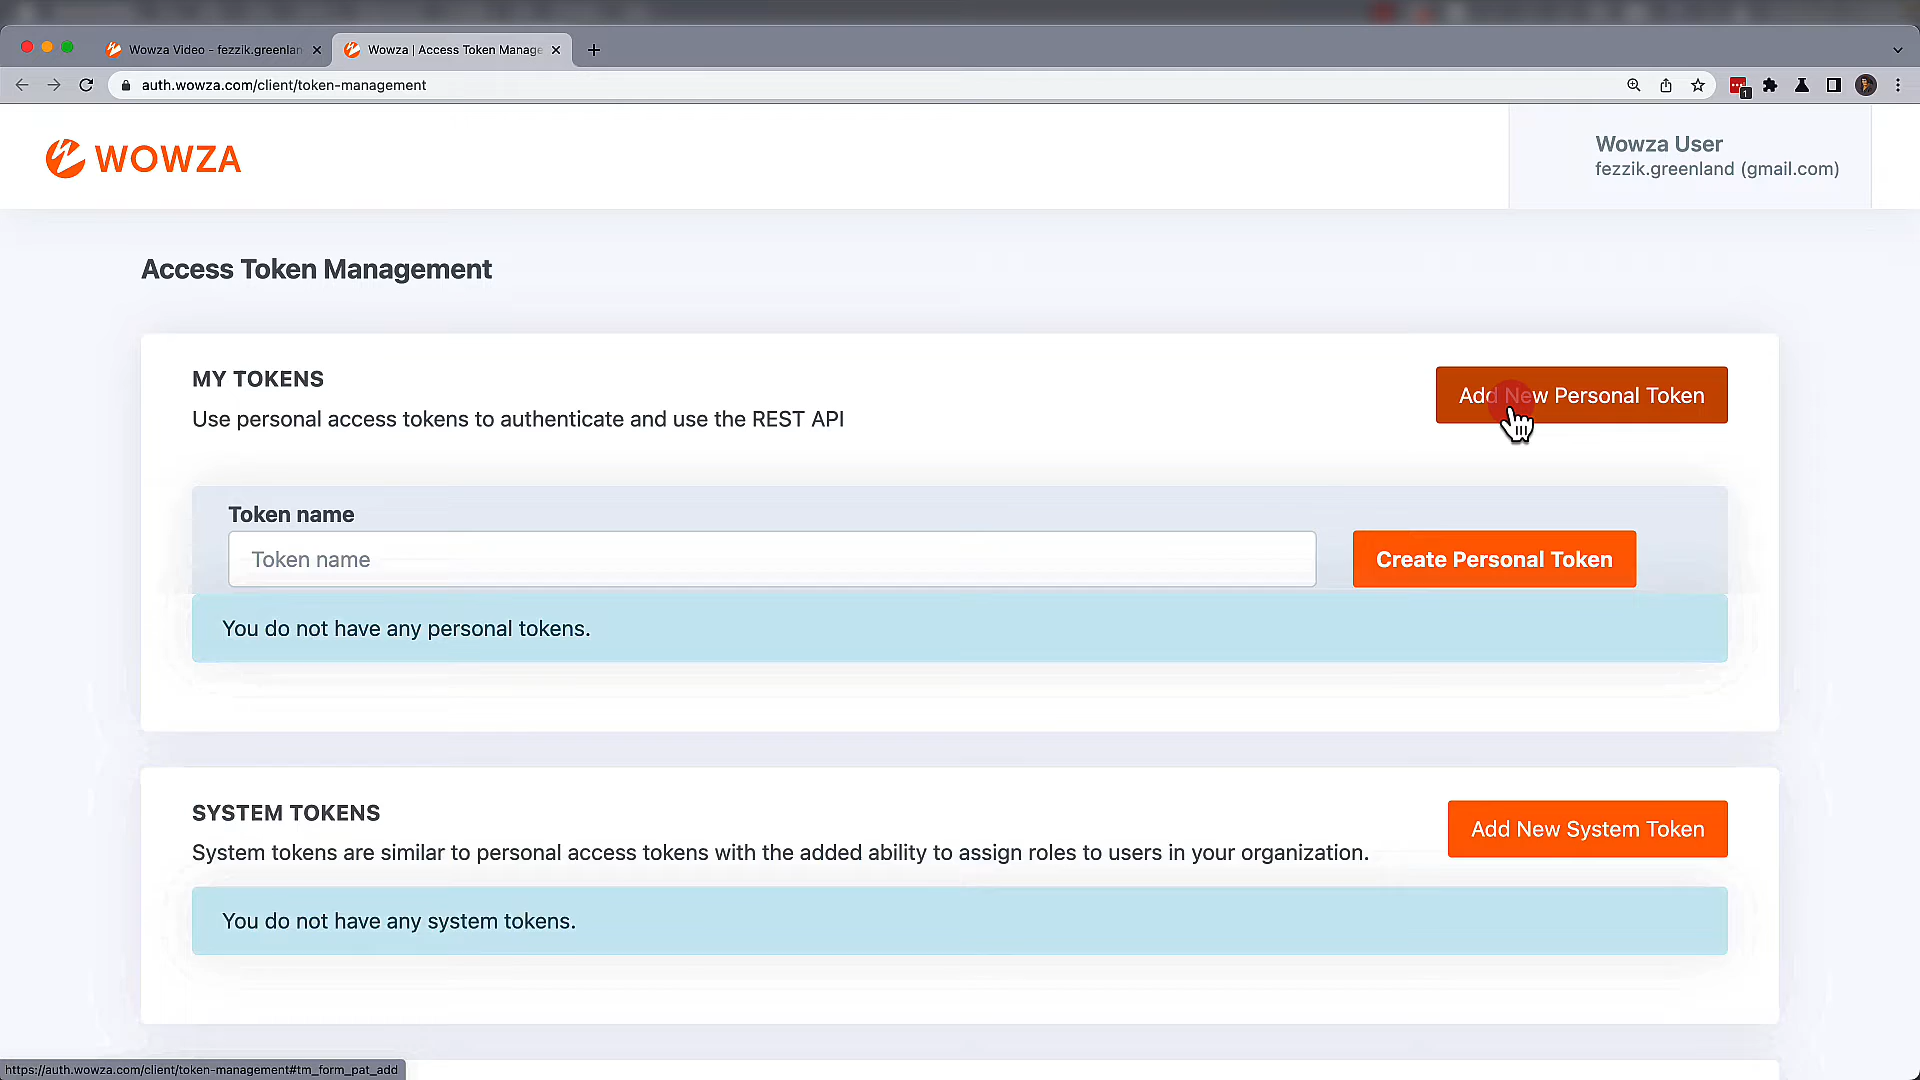 Wowza Video - fezzik.greenlan
Wowza | Access Token Manage
auth.wowza.com/client/token-management
1
WOWZA
Wowza User
fezzik.greenland (gmail.com)
Access Token Management
MY TOKENS
Add New Personal Token
Use personal access tokens to authenticate and use the REST API
Token name
Token name
Create Personal Token
You do not have any personal tokens.
SYSTEM TOKENS
Add New System Token
System tokens are similar to personal access tokens with the added ability to assign roles to users in your organization.
You do not have any system tokens.
https://auth.wowza.com/client/token-management#tm_form_pat_add